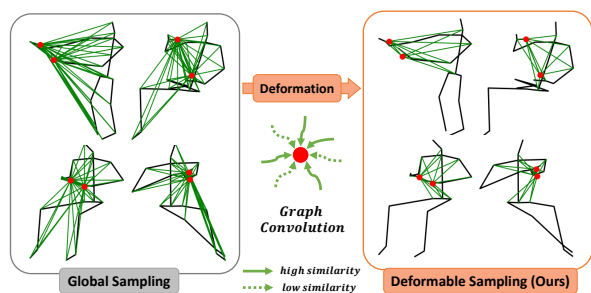 Deformation
Graph
Convolution
high similarity
low similarity
Global Sampling
Deformable Sampling (Ours)